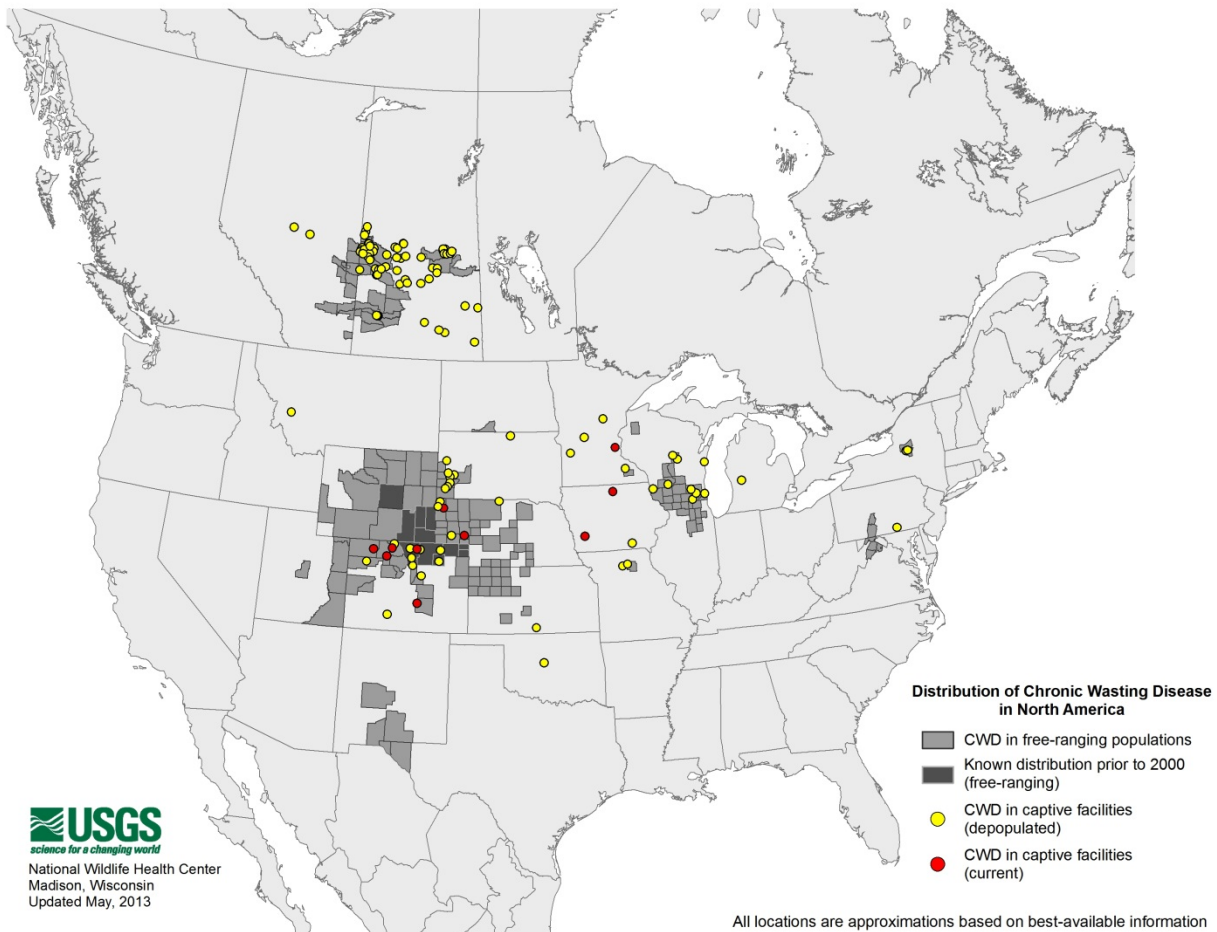 Distribution of Chronic Wasting Disease
in North America
CWD in free-ranging populations
Known distribution prior to 2000
(free-ranging)
CWD in captive facilities
(depopulated)
CWD in captive facilities
(current)
USGS
science for a changing world
National Wildlife Health Center
Madison, Wisconsin
Updated May, 2013
All locations are approximations based on best-available information